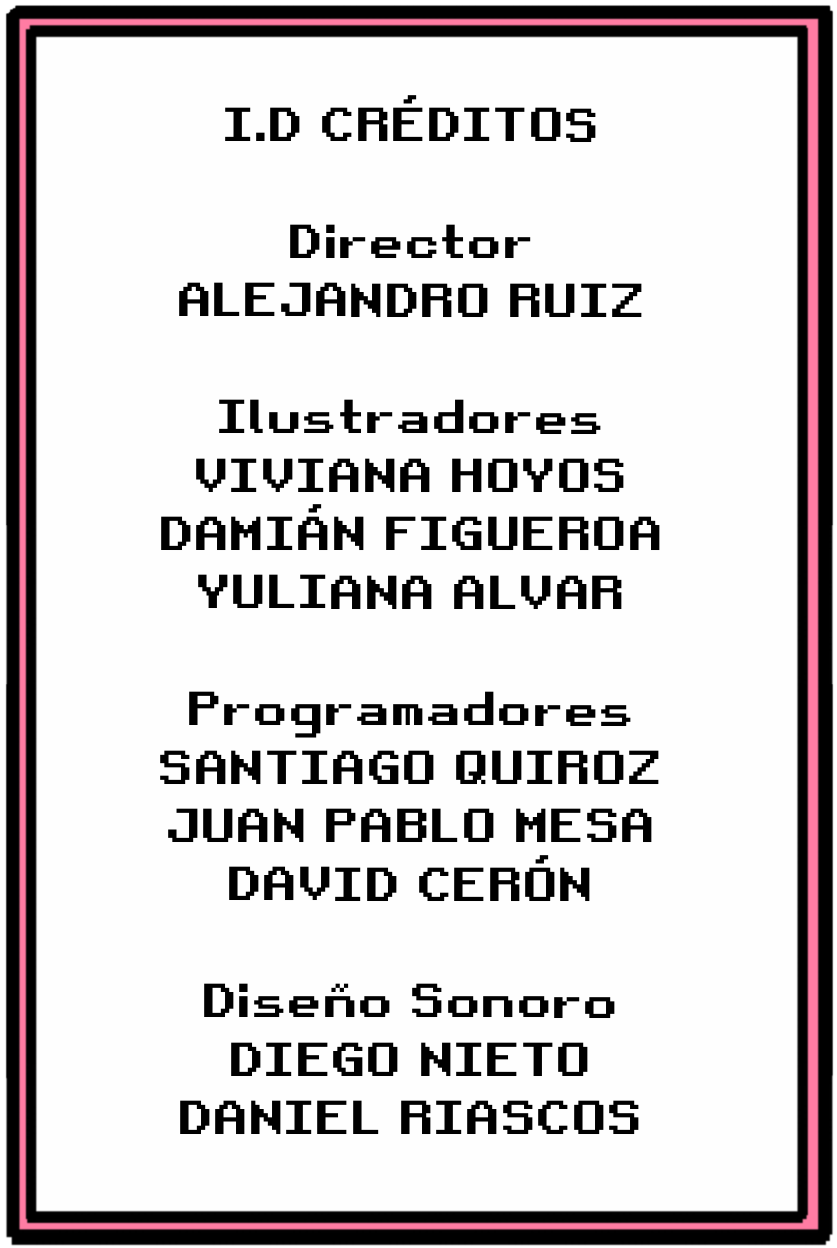 I.D CRÉDITOS
Director
ALEJANDRO RUIZ
Ilustradores
VIVIANA HOYOS
DAMIÁN FIGUEROA
YULIANA ALVAR
Programadores
SANTIAGO QUIROZ
JUAN PABLO MESA
DAVID CERÓN
Diseño Sonoro
DIEGO NIETO
DANIEL RIASCOS